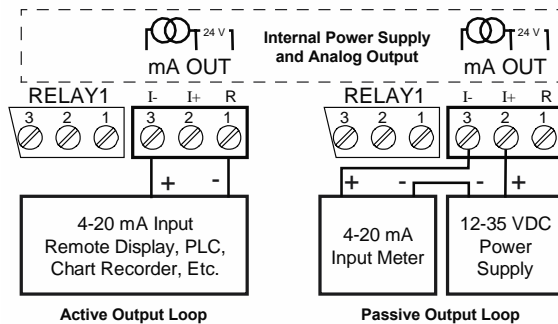 24 V
Internal Power Supply
and Analog Output
24 V
mA OUT
mA OUT
RELAY1
I- I+ R
RELAY1
I- I+ R
3 2 1
3 2 1
3 2 1
3 2 1
+ -
+ - - +
4-20 mA Input
Remote Display, PLC,
Chart Recorder, Etc.
4-20 mA
Input Meter
12-35 VDC
Power
Supply
Active Output Loop
Passive Output Loop